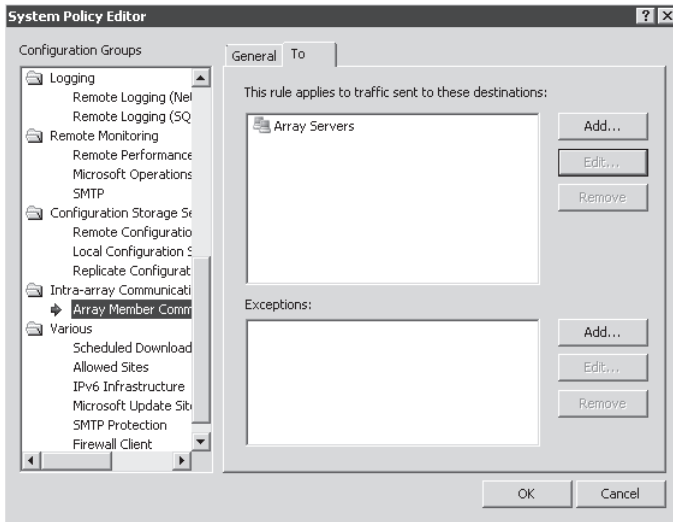 System Policy Editor
Configuration Groups
Logging
Remote Logging (Net
Remote Logging (SQ
Remote Monitoring
Remote Performance
Microsoft Operations
SMTP
Configuration Storage Se
Remote Configuratio
Local Configuration S
Replicate Configurat
Intra-array Communicati
Array Member Comm
Various
Scheduled Download
Allowed Sites
IPv6 Infrastructure
Microsoft Update Site
SMTP Protection
Firewall Client
General
To
This rule applies to traffic sent to these destinations:
Array Servers
Add...
Edit...
Remove
Exceptions:
Add...
Edit...
Remove
OK
Cancel